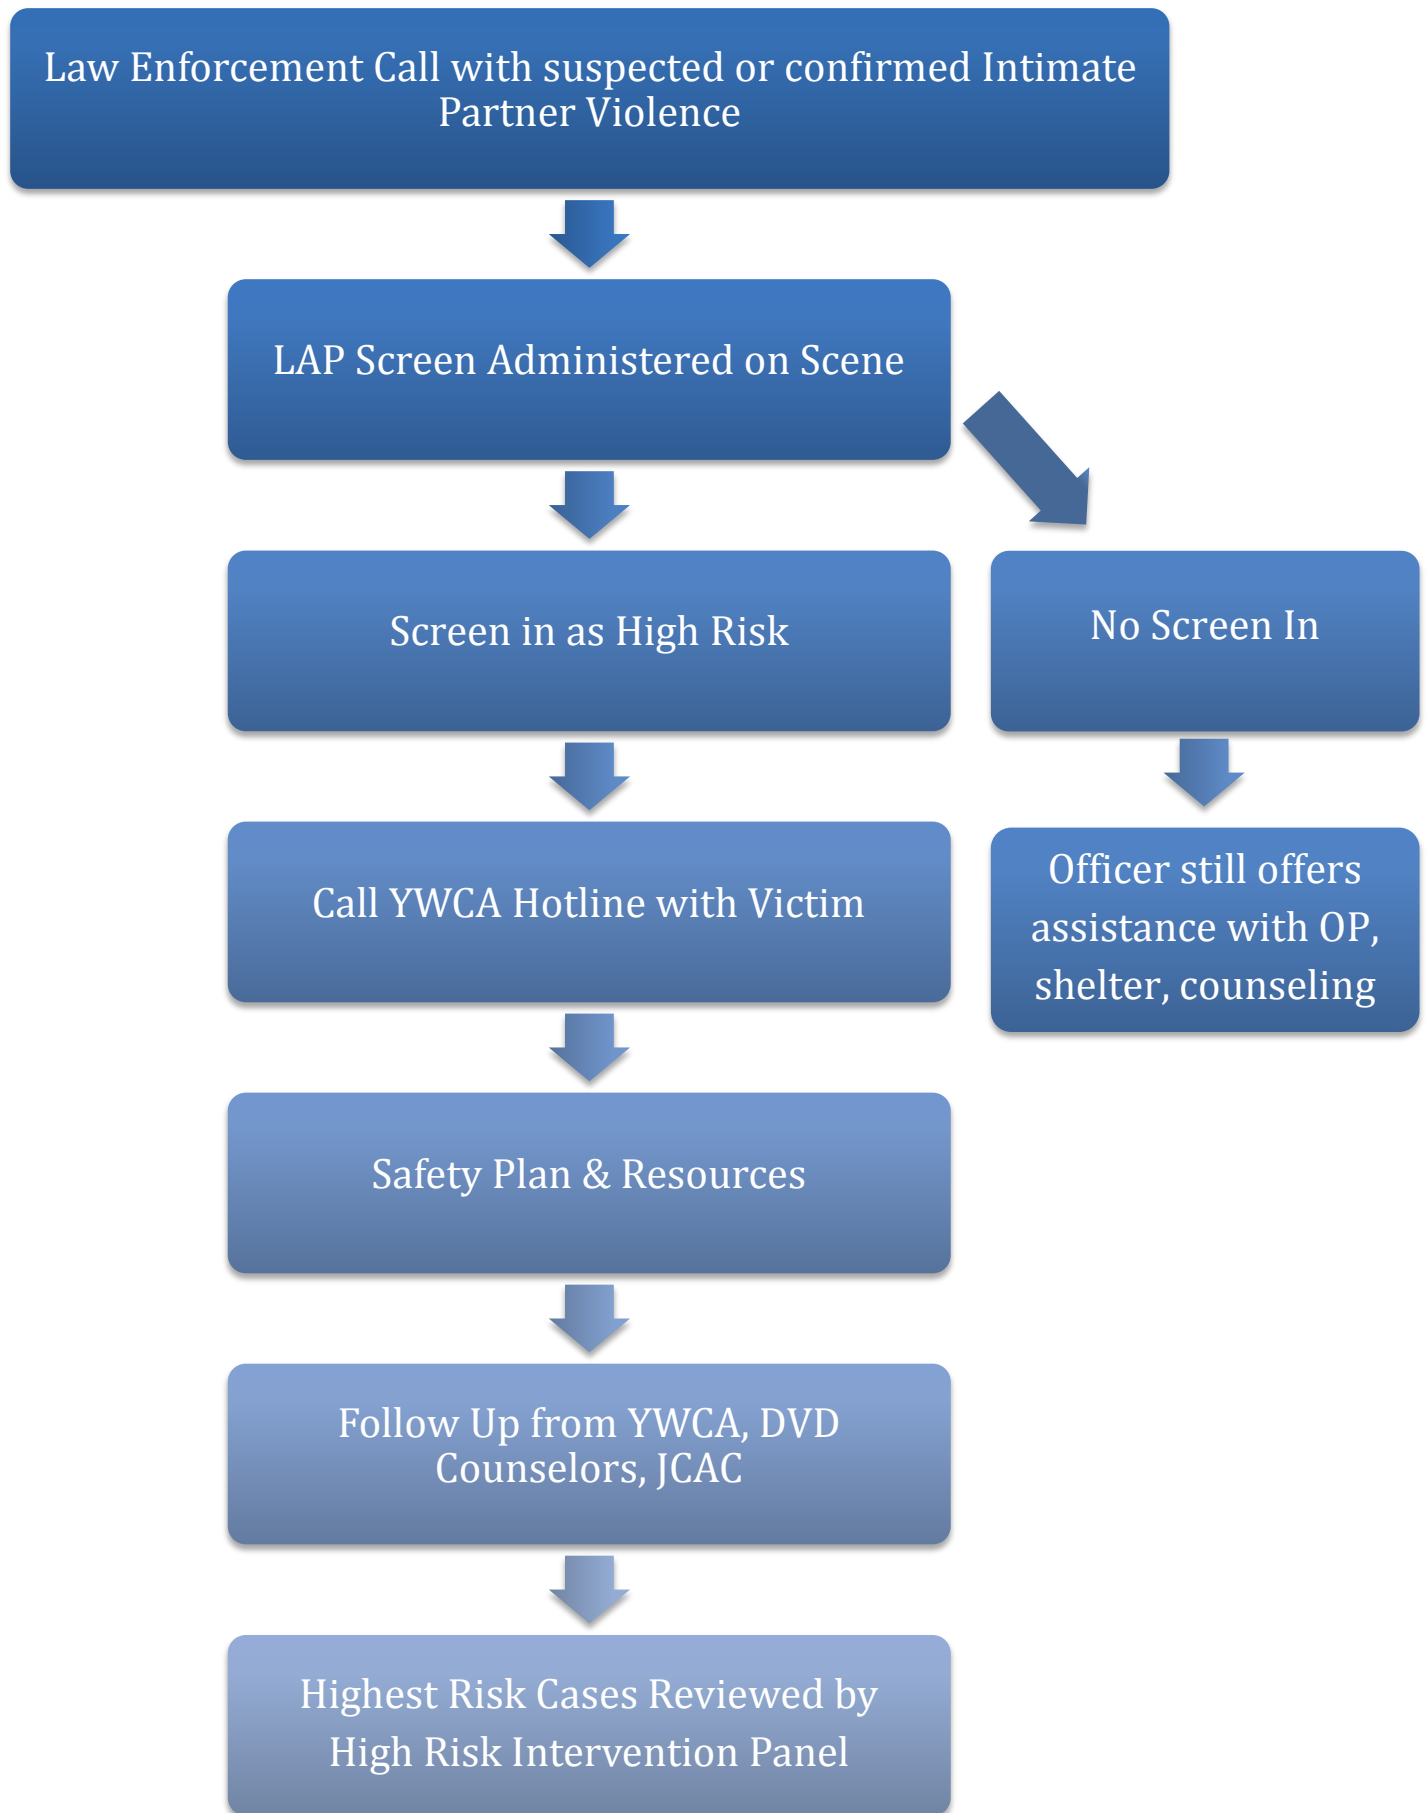 Law Enforcement Call with suspected or confirmed Intimate
Partner Violence
LAP Screen Administered on Scene
Screen in as High Risk
No Screen In
Call YWCA Hotline with Victim
Officer still offers
assistance with OP,
shelter, counseling
Safety Plan & Resources
Follow Up from YWCA, DVD
Counselors, JCAC
Highest Risk Cases Reviewed by
High Risk Intervention Panel